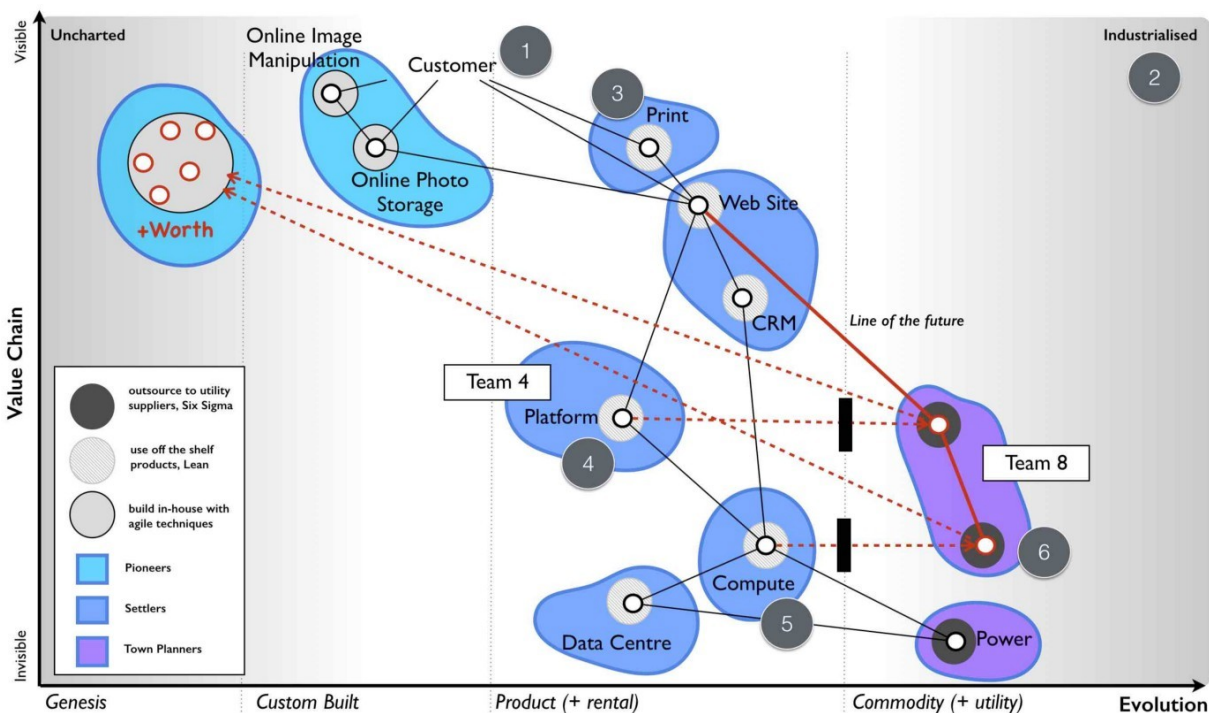 Visible
Uncharted
Online Image
Manipulation
Customer
1
Industrialised
2
3
Print
Online Photo
Storage
Web Site
+Worth
CRM
Line of the future
Value Chain
Team 4
Platform
4
Team 8
outsource to utility
suppliers, Six Sigma
use off the shelf
products, Lean
build in-house with
agile techniques
Pioneers
Settlers
Town Planners
Compute
6
5
Data Centre
Power
Invisible
Genesis
Custom Built
Product (+ rental)
Commodity (+ utility)
Evolution